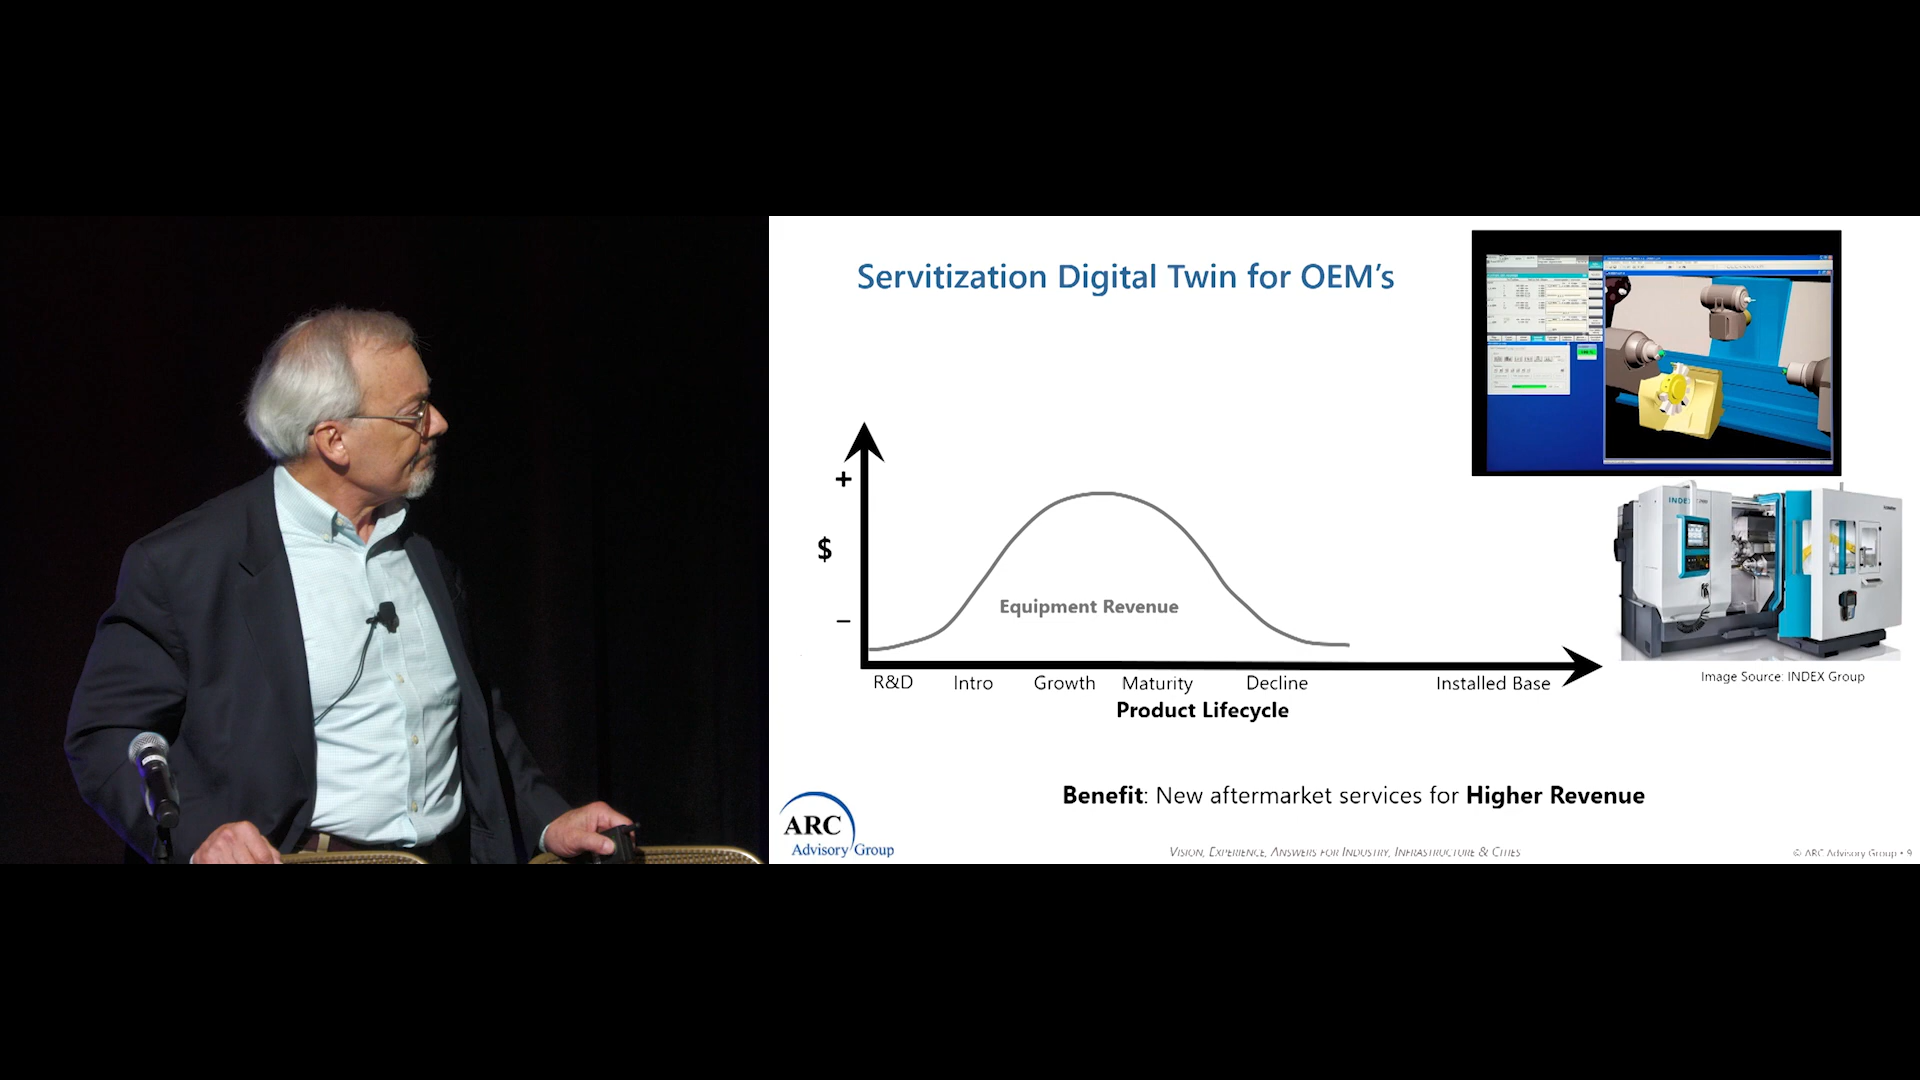 Servitization Digital Twin for OEM's
+
$
–
Equipment Revenue
R&D Intro Growth Maturity Decline Installed Base
Product Lifecycle
INDEX
Image Source: INDEX Group
Benefit: New aftermarket services for Higher Revenue
ARC
Advisory Group
Vision, Experience, Answers for Industry, Infrastructure & Cities
© ARC Advisory Group • 9